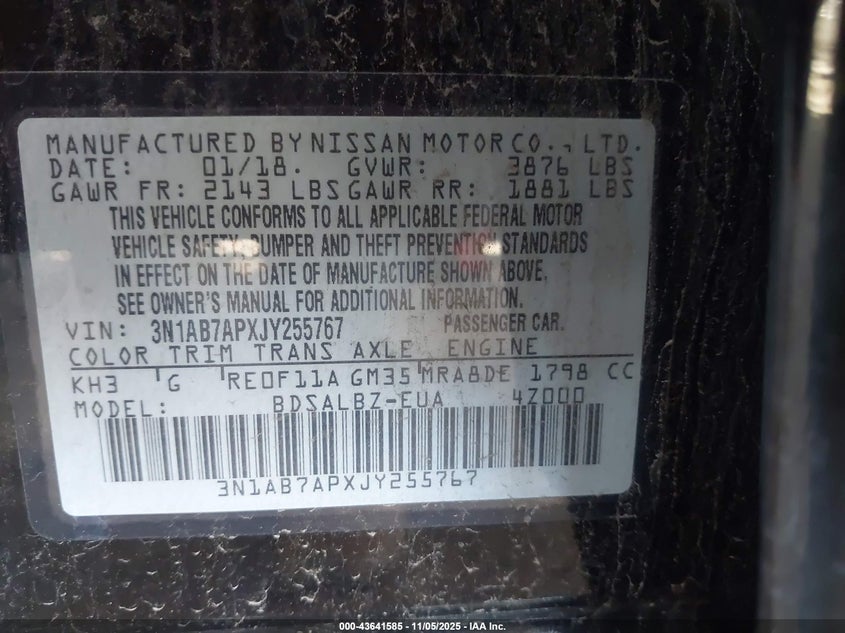 MANUFACTURED BY NISSAN MOTOR CO., LTD.
DATE: 01/18. GVWR: 3876 LBS
GAWR FR: 2143 LBS GAWR RR: 1881 LBS
THIS VEHICLE CONFORMS TO ALL APPLICABLE FEDERAL MOTOR
VEHICLE SAFETY, BUMPER AND THEFT PREVENTION STANDARDS
IN EFFECT ON THE DATE OF MANUFACTURE SHOWN ABOVE.
SEE OWNER'S MANUAL FOR ADDITIONAL INFORMATION.
VIN: 3N1AB7APXJY255767 PASSENGER CAR.
COLOR TRIM TRANS AXLE ENGINE
KH3 G RE0F11A GM35 MRA8DE 1798 CC
MODEL: BDSALBZ-EUA 4Z000
3N1AB7APXJY255767
000-43641585 - 11/05/2025 - IAA Inc.